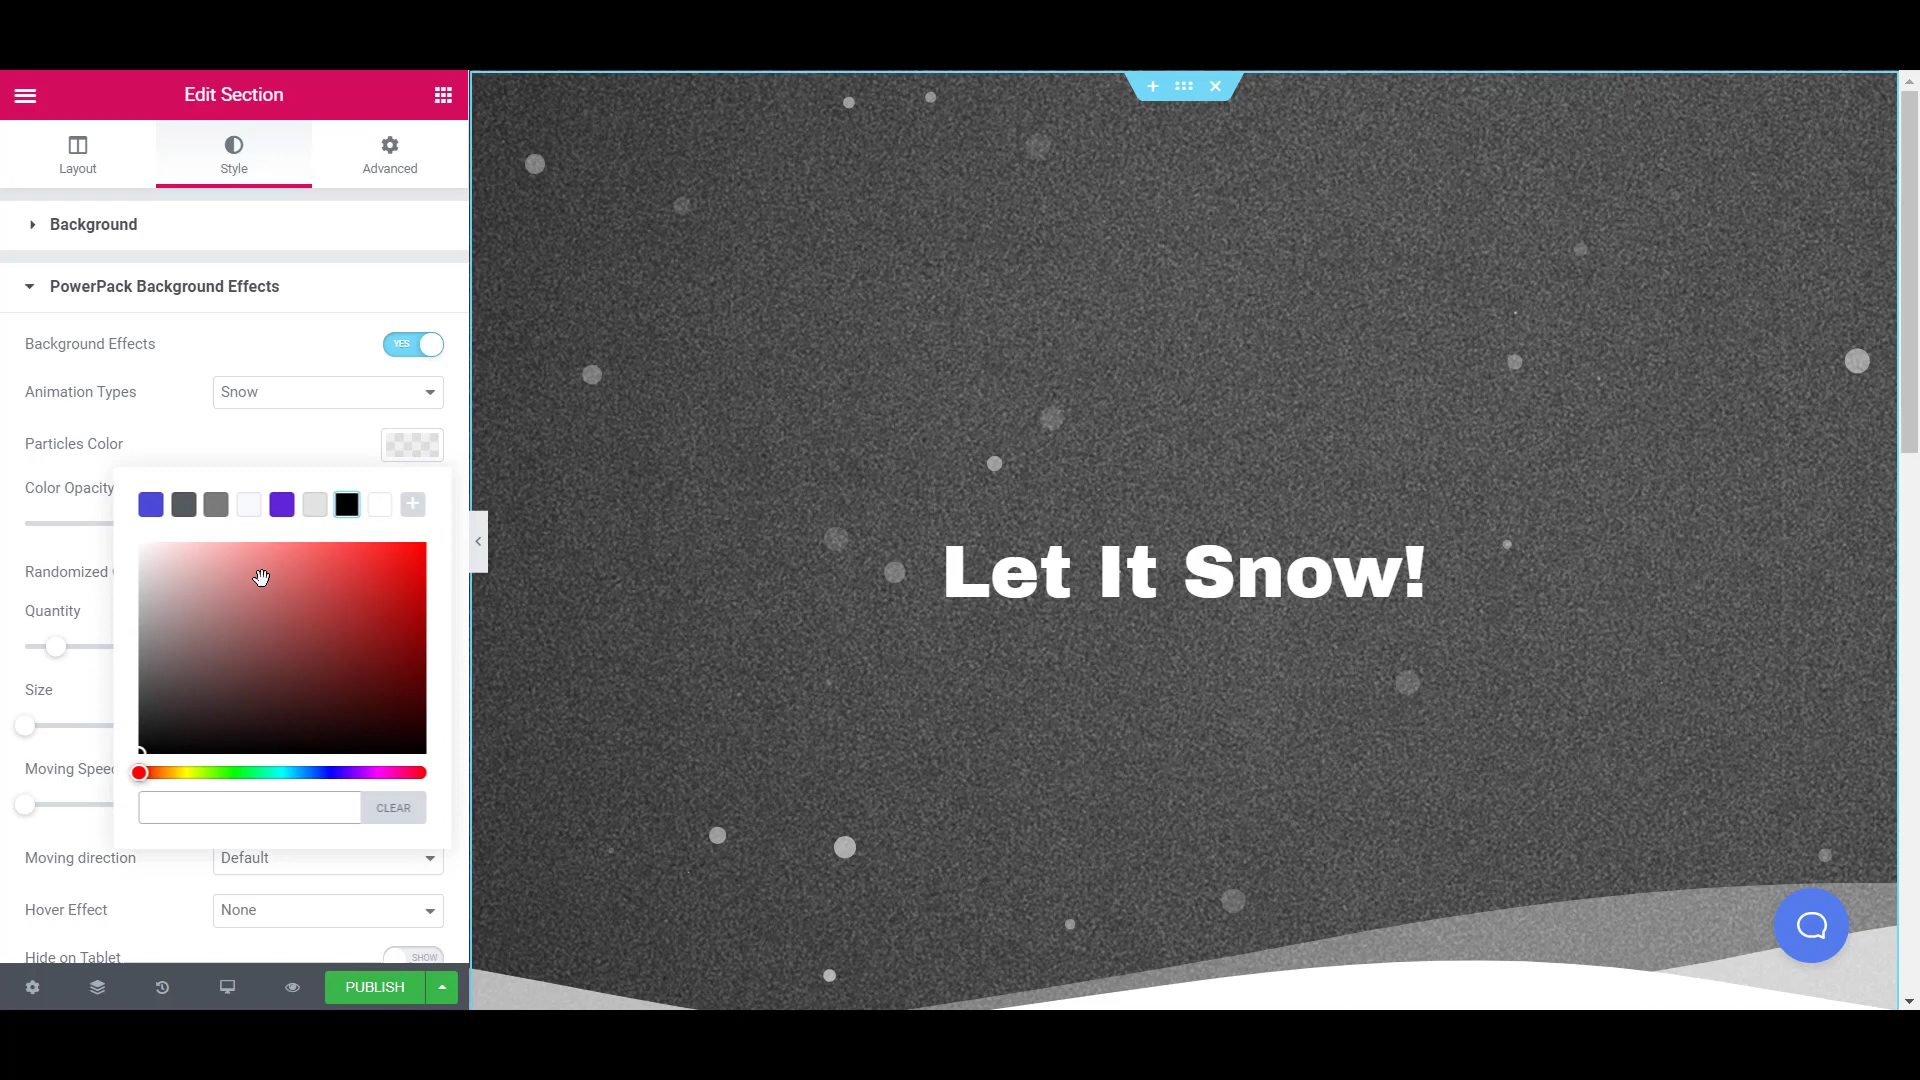 Edit Section
Layout
Style
Advanced
Background
PowerPack Background Effects
Background Effects
YES
Animation Types
Snow
Particles Color
Color Opacity
Randomized
Quantity
Size
Moving Speed
CLEAR
Moving direction
Default
Hover Effect
None
Hide on Tablet
SHOW
PUBLISH
Let It Snow!